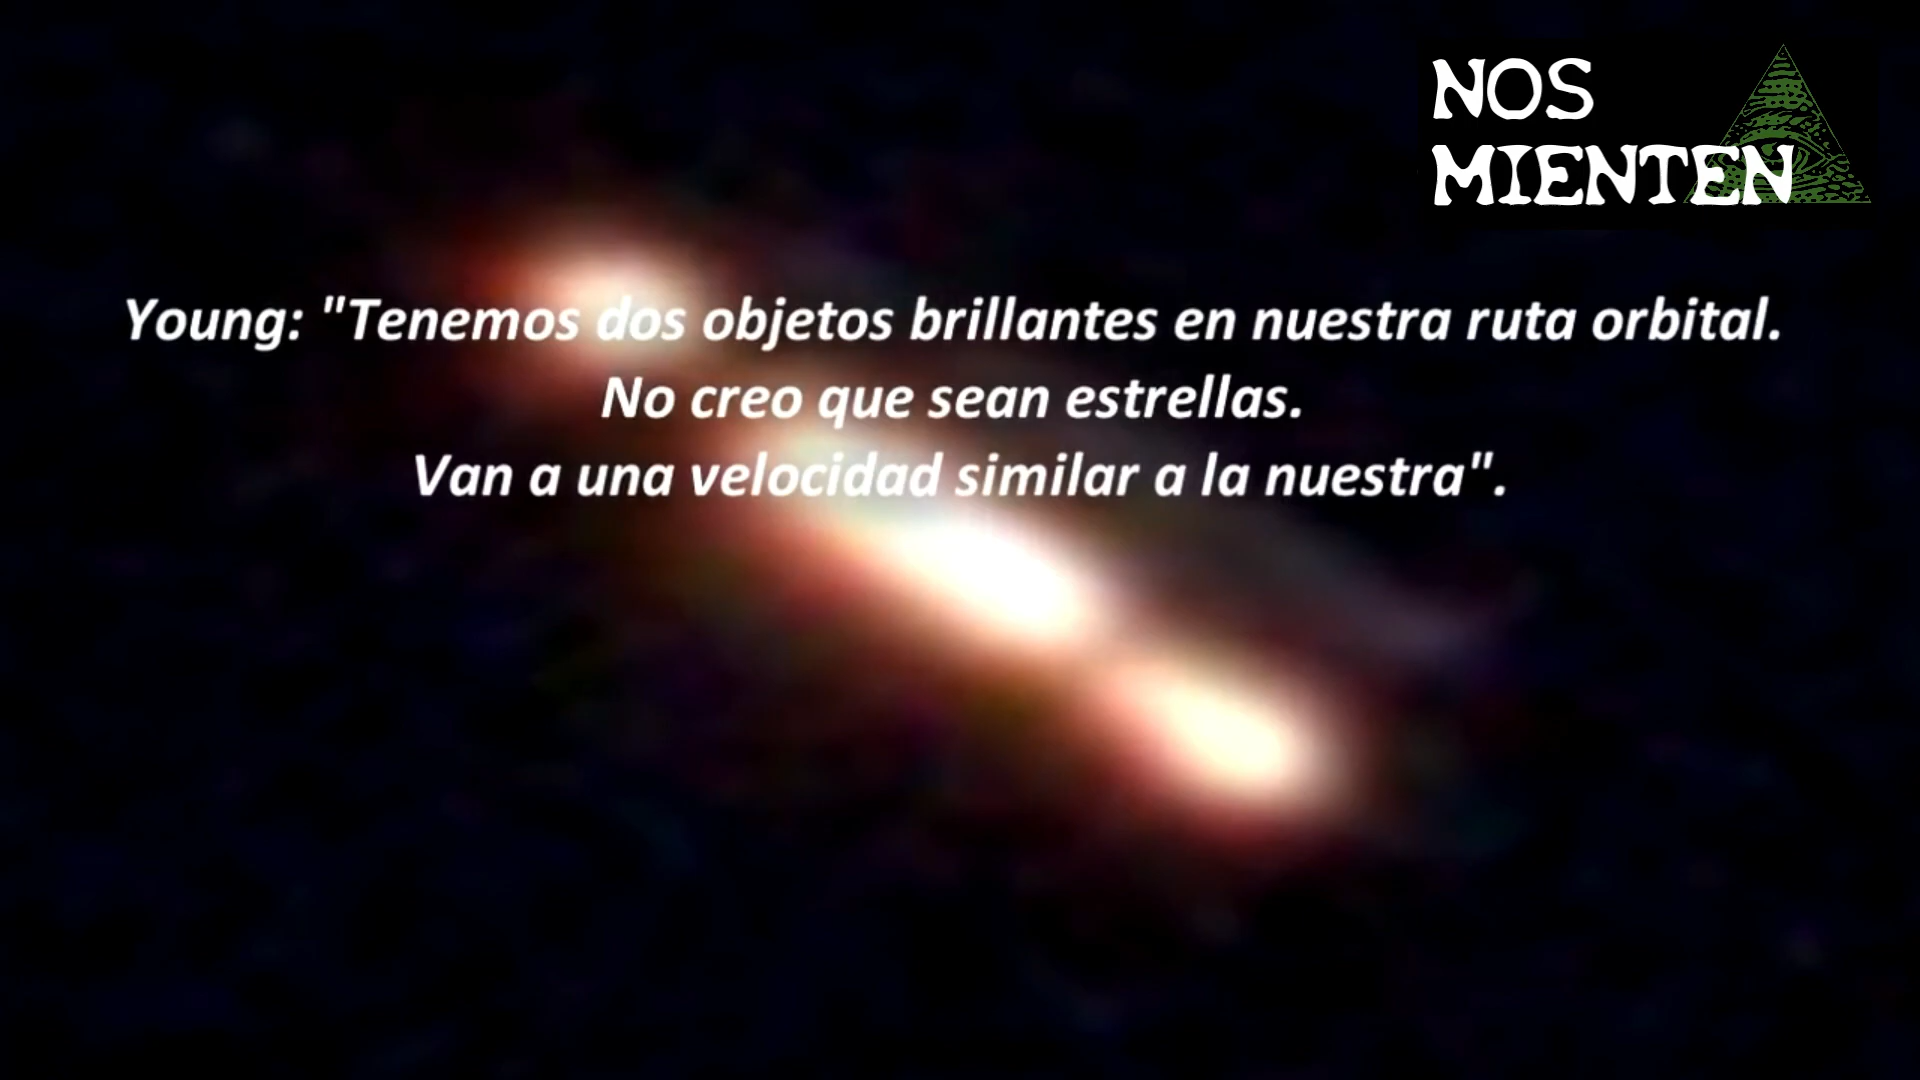 NOS
MIENTEN
Young: "Tenemos dos objetos brillantes en nuestra ruta orbital.
No creo que sean estrellas.
Van a una velocidad similar a la nuestra".